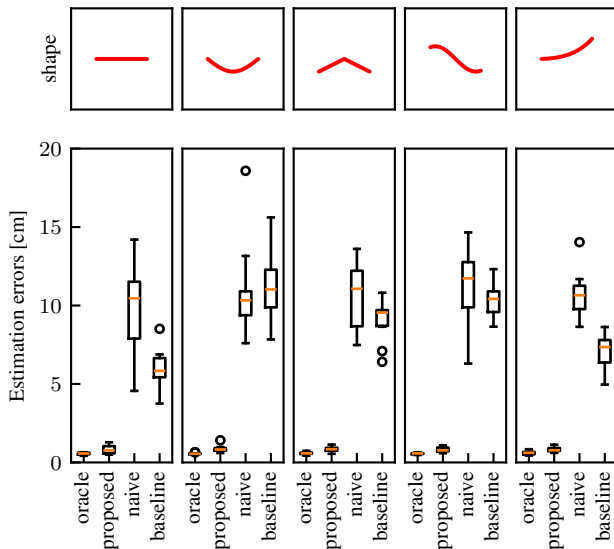 shape
Estimation errors [cm]
20
15
10
5
0
oracle
proposed
naive
baseline
oracle
proposed
naive
baseline
oracle
proposed
naive
baseline
oracle
proposed
naive
baseline
oracle
proposed
naive
baseline